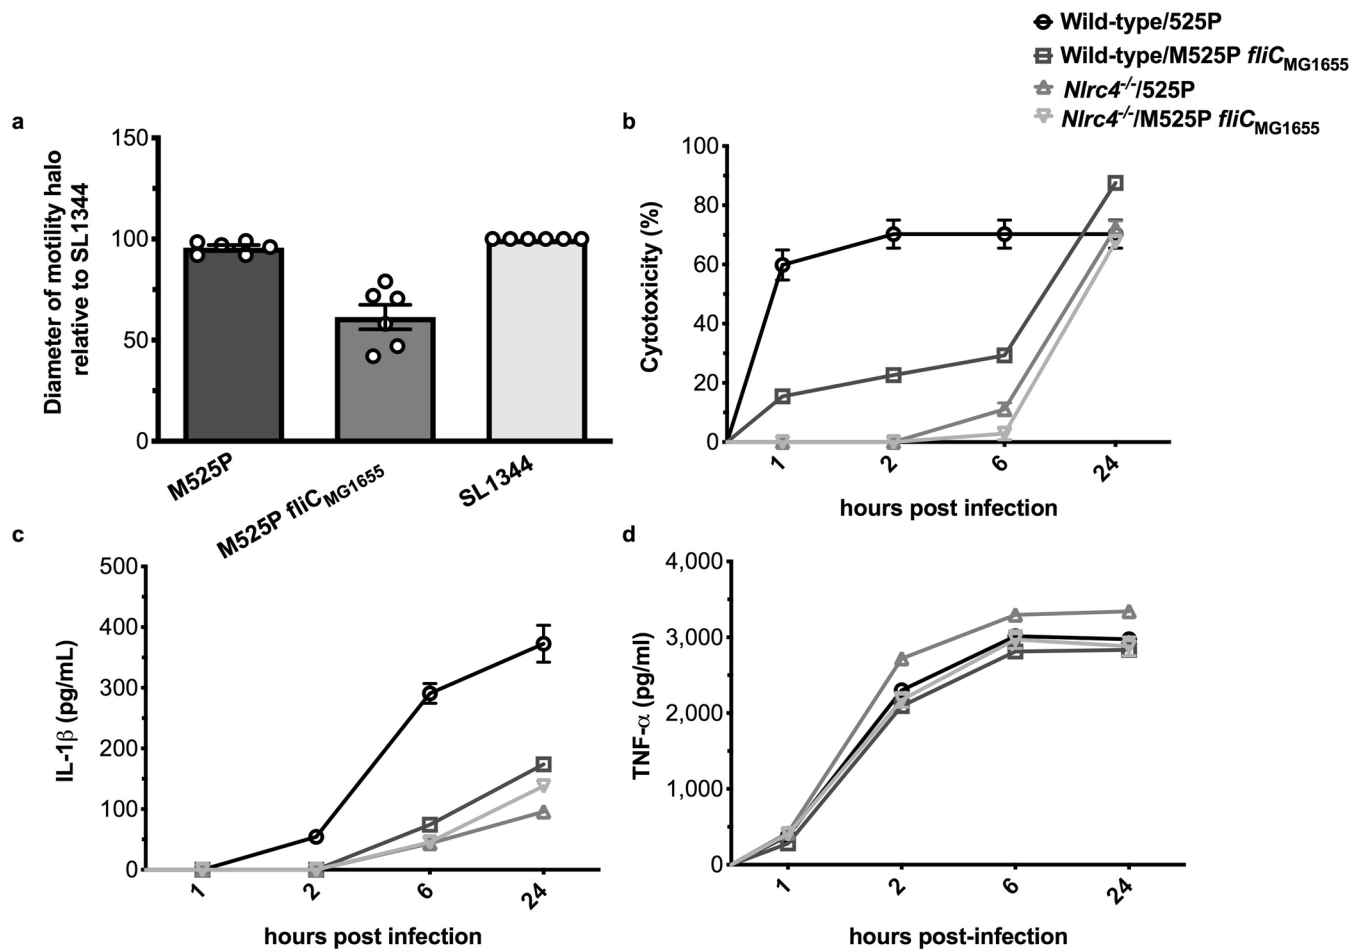 Wild-type/525P
Wild-type/M525P fliCMG1655
Nlrc4-/-/525P
Nlrc4-/-/M525P fliCMG1655
a
Diameter of motility halo
relative to SL1344
150
100
50
0
M525P
M525P fliCMG1655
SL1344
b
Cytotoxicity (%)
100
80
60
40
20
0
1
2
6
24
hours post infection
c
IL-1β (pg/mL)
500
400
300
200
100
0
1
2
6
24
hours post infection
d
TNF-α (pg/ml)
4,000
3,000
2,000
1,000
0
1
2
6
24
hours post-infection